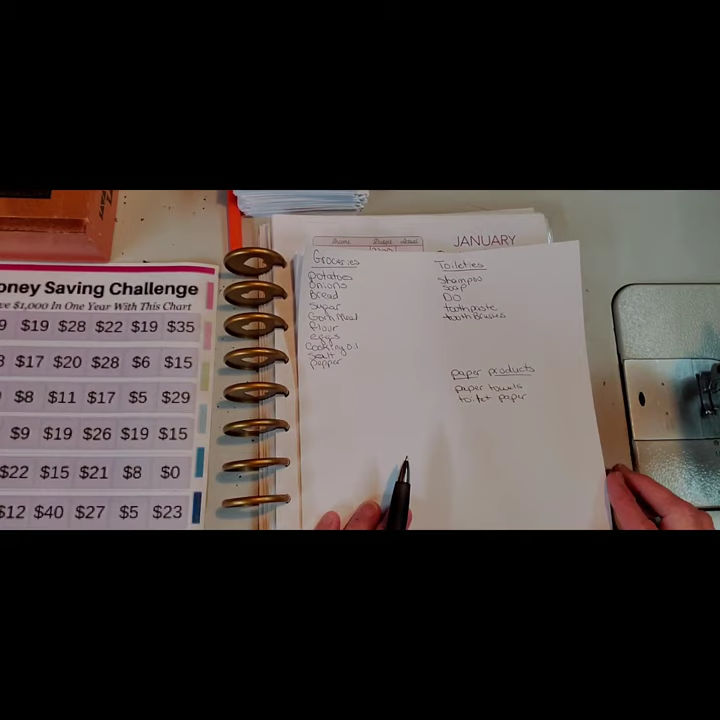 oney Saving Challenge
e $1,000 In One Year With This Chart
9 $19 $28 $22 $19 $35
$17 $20 $28 $6 $15
$8 $11 $17 $5 $29
$9 $19 $26 $19 $15
$22 $15 $21 $8 $0
$12 $40 $27 $5 $23
JANUARY
Groceries
potatoes
onions
Bread
sugar
Corn Meal
flour
eggs
Cooking oil
Salt
pepper
Toileties
Shampoo
soap
DO
toothpaste
toothBrushes
paper products
paper towels
toilet paper